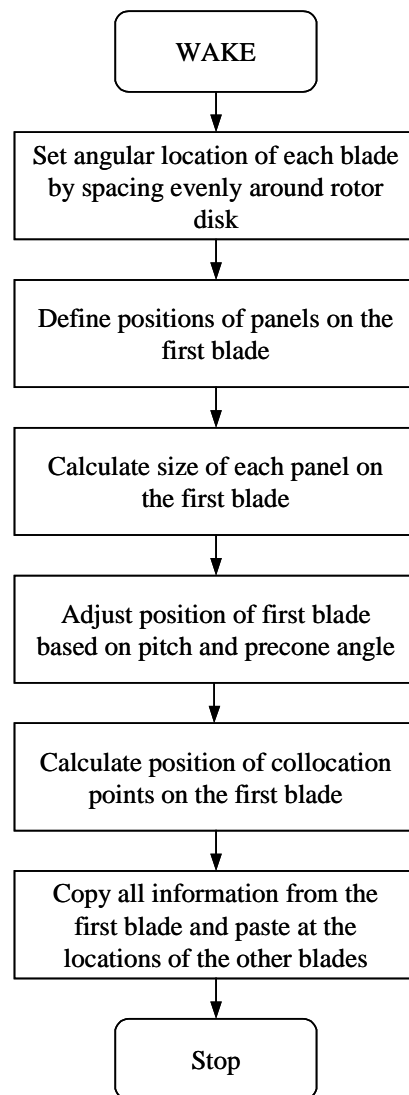 WAKE
Set angular location of each blade
by spacing evenly around rotor
disk
Define positions of panels on the
first blade
Calculate size of each panel on
the first blade
Adjust position of first blade
based on pitch and precone angle
Calculate position of collocation
points on the first blade
Copy all information from the
first blade and paste at the
locations of the other blades
Stop